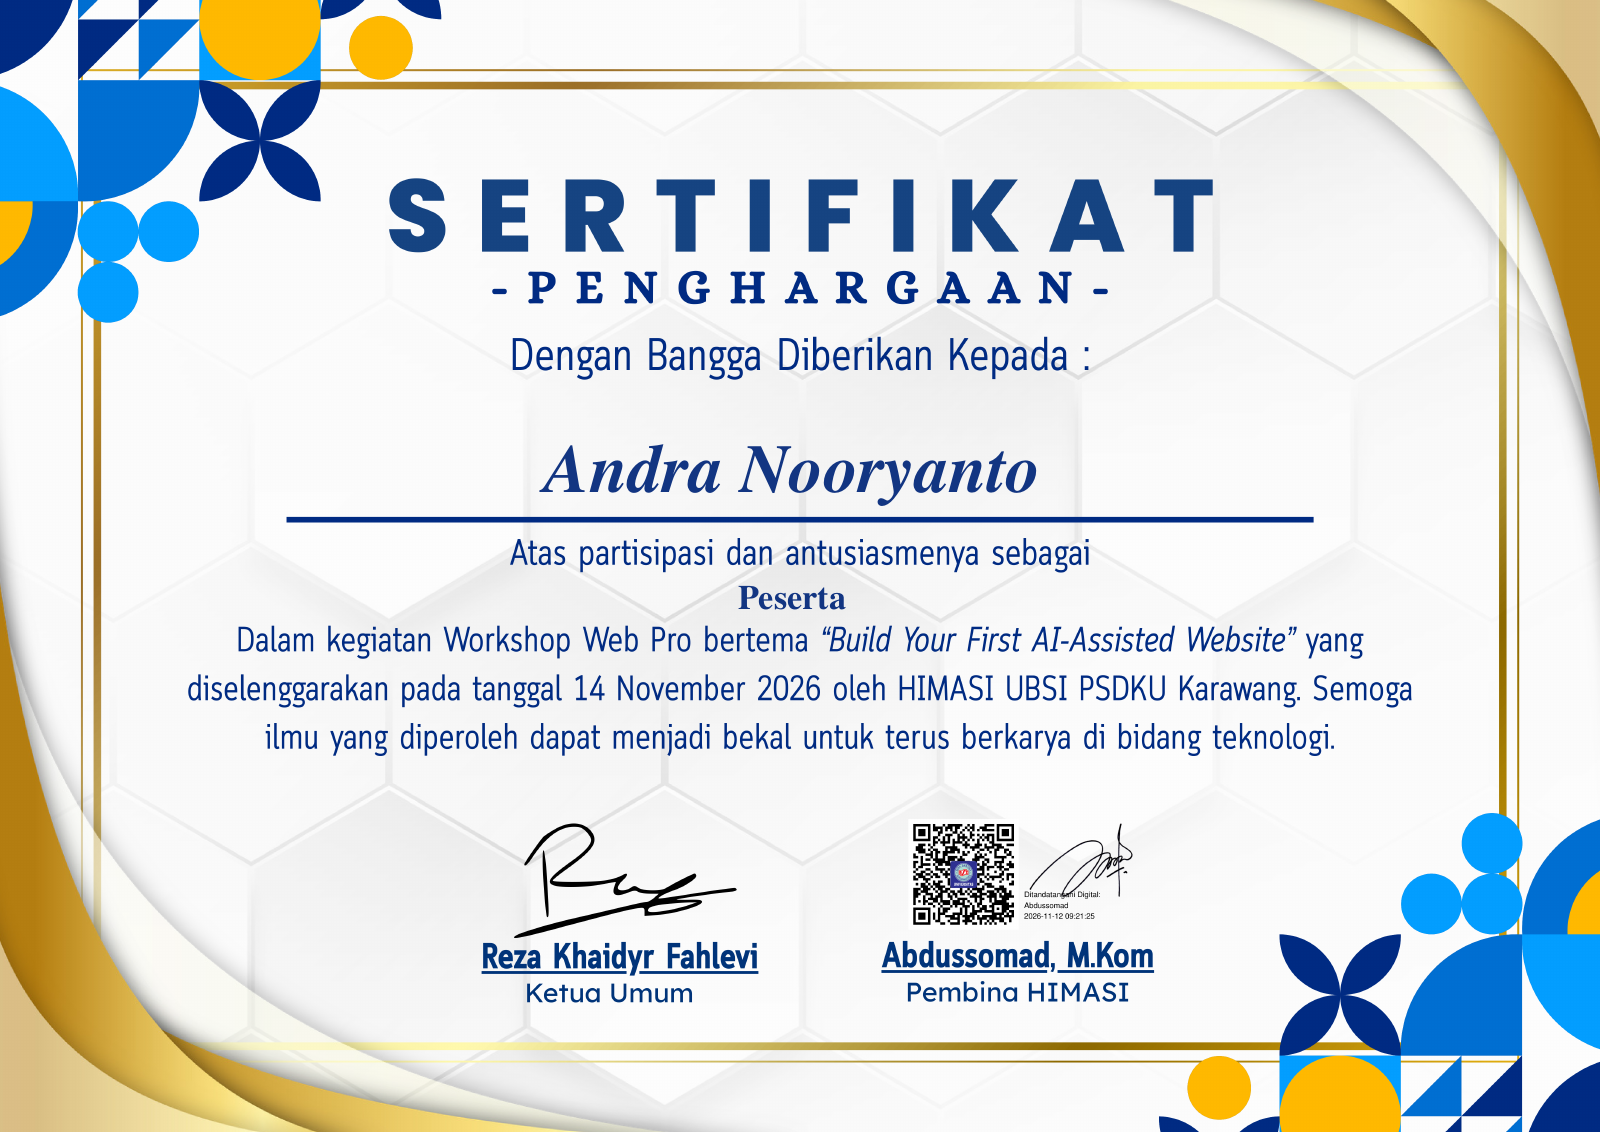 SERTIFIKAT
-PENGHARGAAN-
Dengan Bangga Diberikan Kepada :
Andra Nooryanto
Atas partisipasi dan antusiasmenya sebagai
Peserta
Dalam kegiatan Workshop Web Pro bertema “Build Your First AI-Assisted Website” yang
diselenggarakan pada tanggal 14 November 2026 oleh HIMASI UBSI PSDKU Karawang. Semoga
ilmu yang diperoleh dapat menjadi bekal untuk terus berkarya di bidang teknologi.
Ditandatangani Digital:
Abdussomad
2026-11-12 09:21:25
Reza Khaidyr Fahlevi
Ketua Umum
Abdussomad, M.Kom
Pembina HIMASI